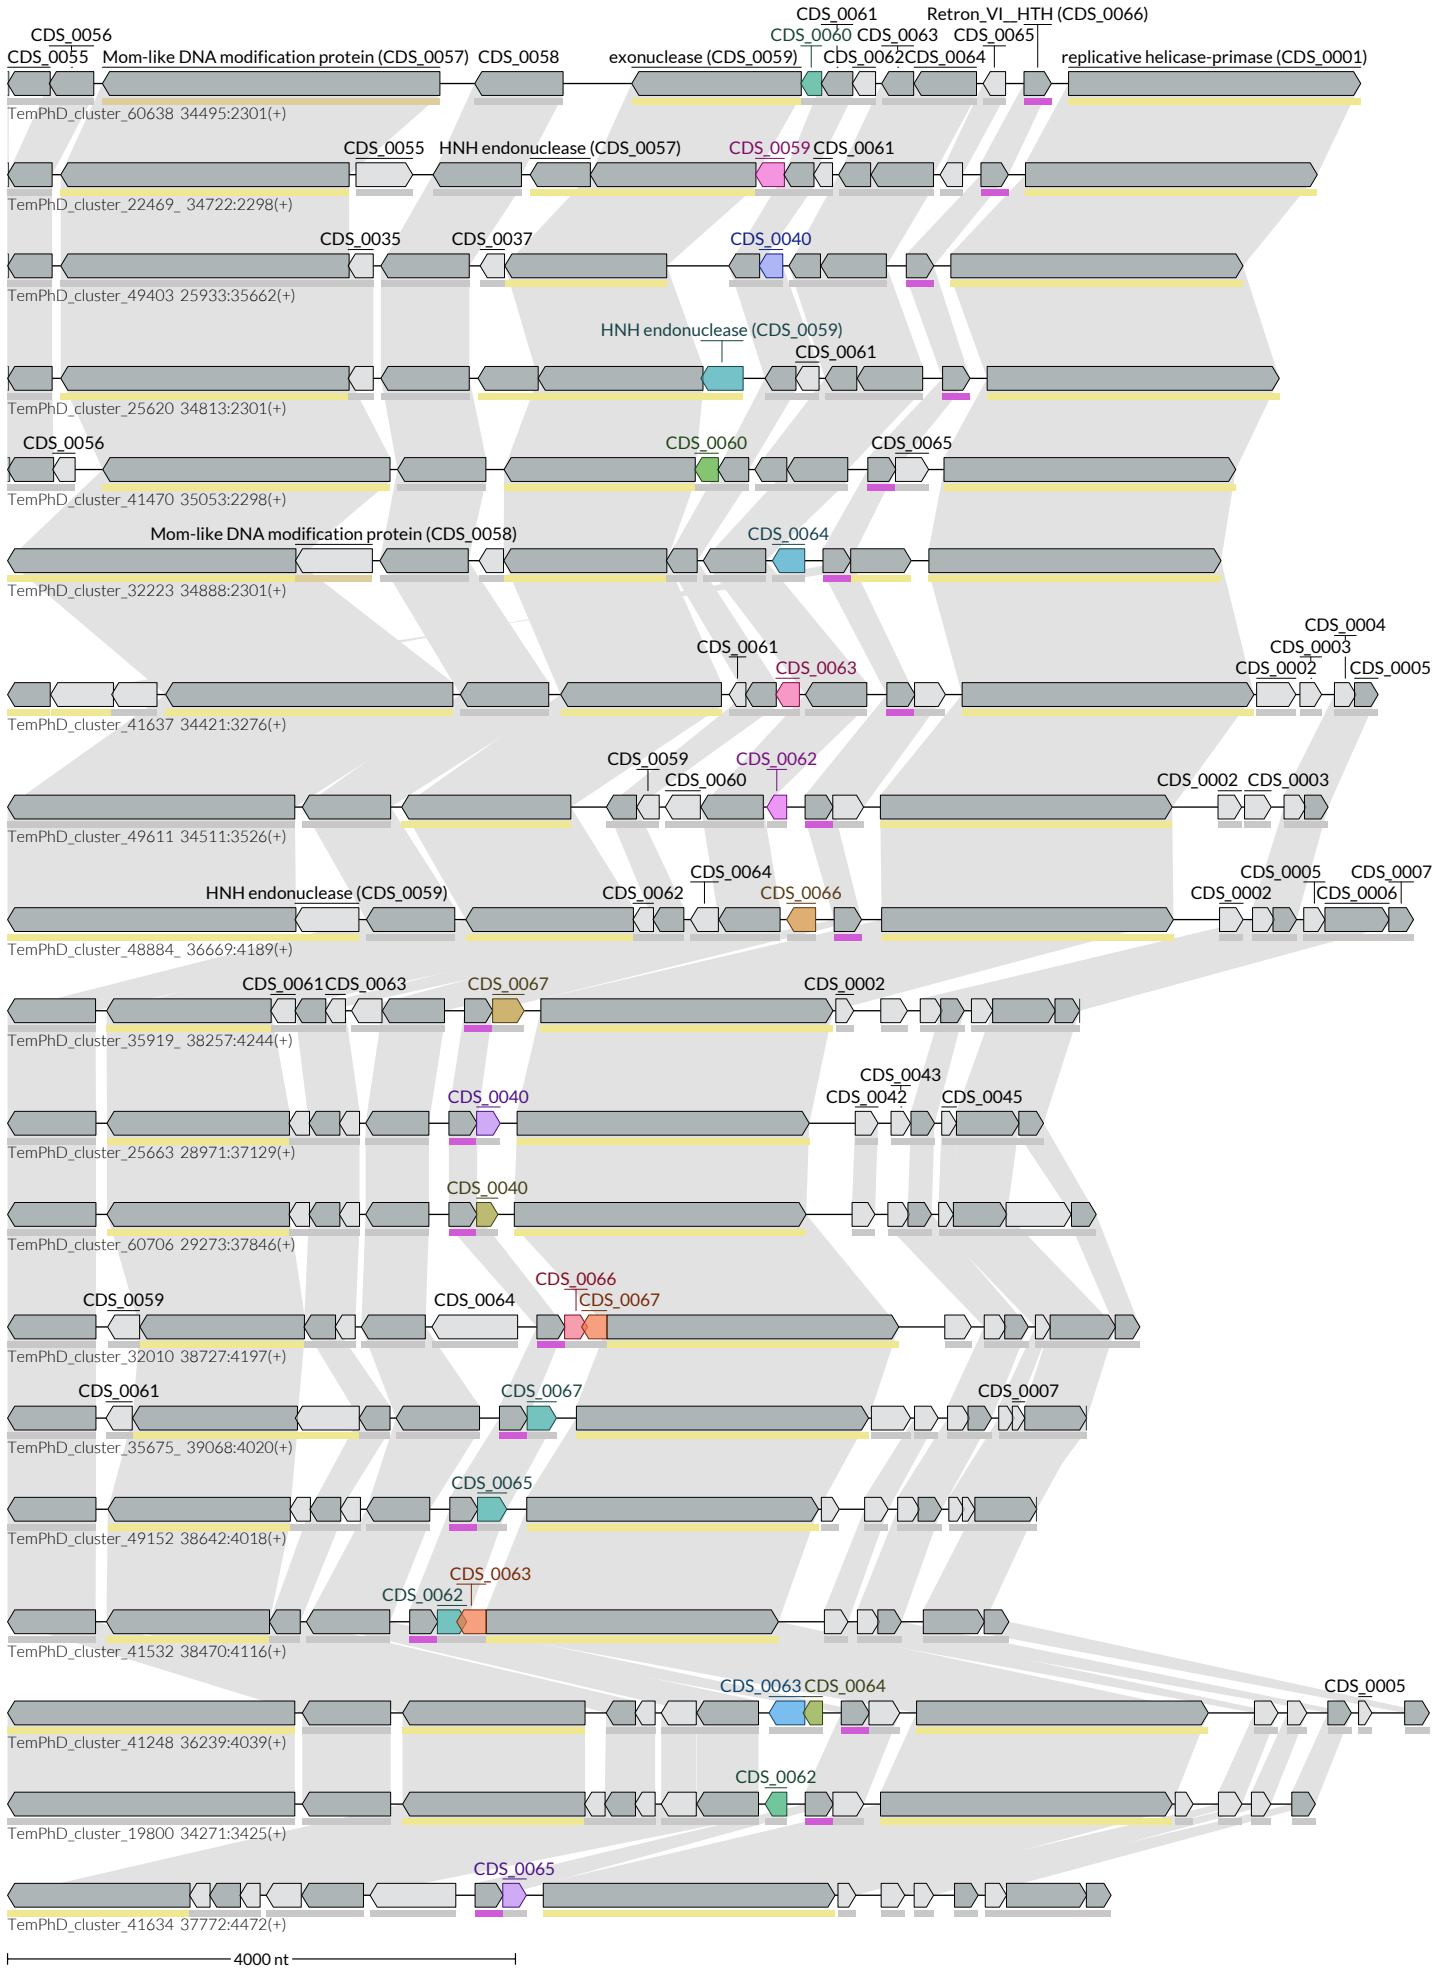 CDS_0061 Retron_VI__HTH (CDS_0066)
CDS_0056 CDS_0060 CDS_0063 CDS_0065
CDS_0055 Mom-like DNA modification protein (CDS_0057) CDS_0058 exonuclease (CDS_0059) CDS_0062 CDS_0064 replicative helicase-primase (CDS_0001)
TemPhD_cluster_60638 34495:2301(+)
CDS_0055 HNH endonuclease (CDS_0057) CDS_0059 CDS_0061
TemPhD_cluster_22469_ 34722:2298(+)
CDS_0035 CDS_0037 CDS_0040
TemPhD_cluster_49403 25933:35662(+)
HNH endonuclease (CDS_0059)
CDS_0061
TemPhD_cluster_25620 34813:2301(+)
CDS_0056 CDS_0060 CDS_0065
TemPhD_cluster_41470 35053:2298(+)
Mom-like DNA modification protein (CDS_0058) CDS_0064
TemPhD_cluster_32223 34888:2301(+)
CDS_0004
CDS_0061 CDS_0003
CDS_0063 CDS_0002 CDS_0005
TemPhD_cluster_41637 34421:3276(+)
CDS_0059 CDS_0062
CDS_0060 CDS_0002 CDS_0003
TemPhD_cluster_49611 34511:3526(+)
CDS_0064 CDS_0005 CDS_0007
HNH endonuclease (CDS_0059) CDS_0062 CDS_0066 CDS_0002 CDS_0006
TemPhD_cluster_48884_ 36669:4189(+)
CDS_0061 CDS_0063 CDS_0067 CDS_0002
TemPhD_cluster_35919_ 38257:4244(+)
CDS_0043
CDS_0040 CDS_0042 CDS_0045
TemPhD_cluster_25663 28971:37129(+)
CDS_0040
TemPhD_cluster_60706 29273:37846(+)
CDS_0066
CDS_0059 CDS_0064 CDS_0067
TemPhD_cluster_32010 38727:4197(+)
CDS_0061 CDS_0067 CDS_0007
TemPhD_cluster_35675_ 39068:4020(+)
CDS_0065
TemPhD_cluster_49152 38642:4018(+)
CDS_0063
CDS_0062
TemPhD_cluster_41532 38470:4116(+)
CDS_0063 CDS_0064 CDS_0005
TemPhD_cluster_41248 36239:4039(+)
CDS_0062
TemPhD_cluster_19800 34271:3425(+)
CDS_0065
TemPhD_cluster_41634 37772:4472(+)
4000 nt